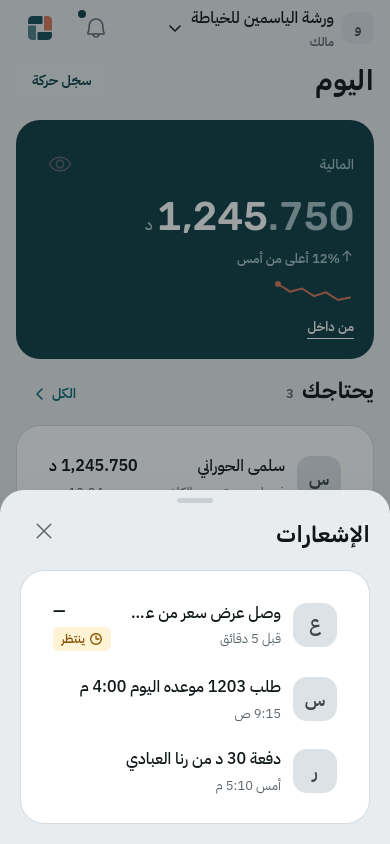 و
ورشة الياسمين للخياطة
مالك
اليوم
سجّل حركة
المالية
1,245.750 د
12% أعلى من أمس
من داخل
يحتاجك 3
الكل
س
سلمى الحوراني
1,245.750 د
الإشعارات
ع
وصل عرض سعر من ع...
–
قبل 5 دقائق
ينتظر
س
طلب 1203 موعده اليوم 4:00 م
9:15 ص
ر
دفعة 30 د من رنا العبادي
أمس 5:10 م